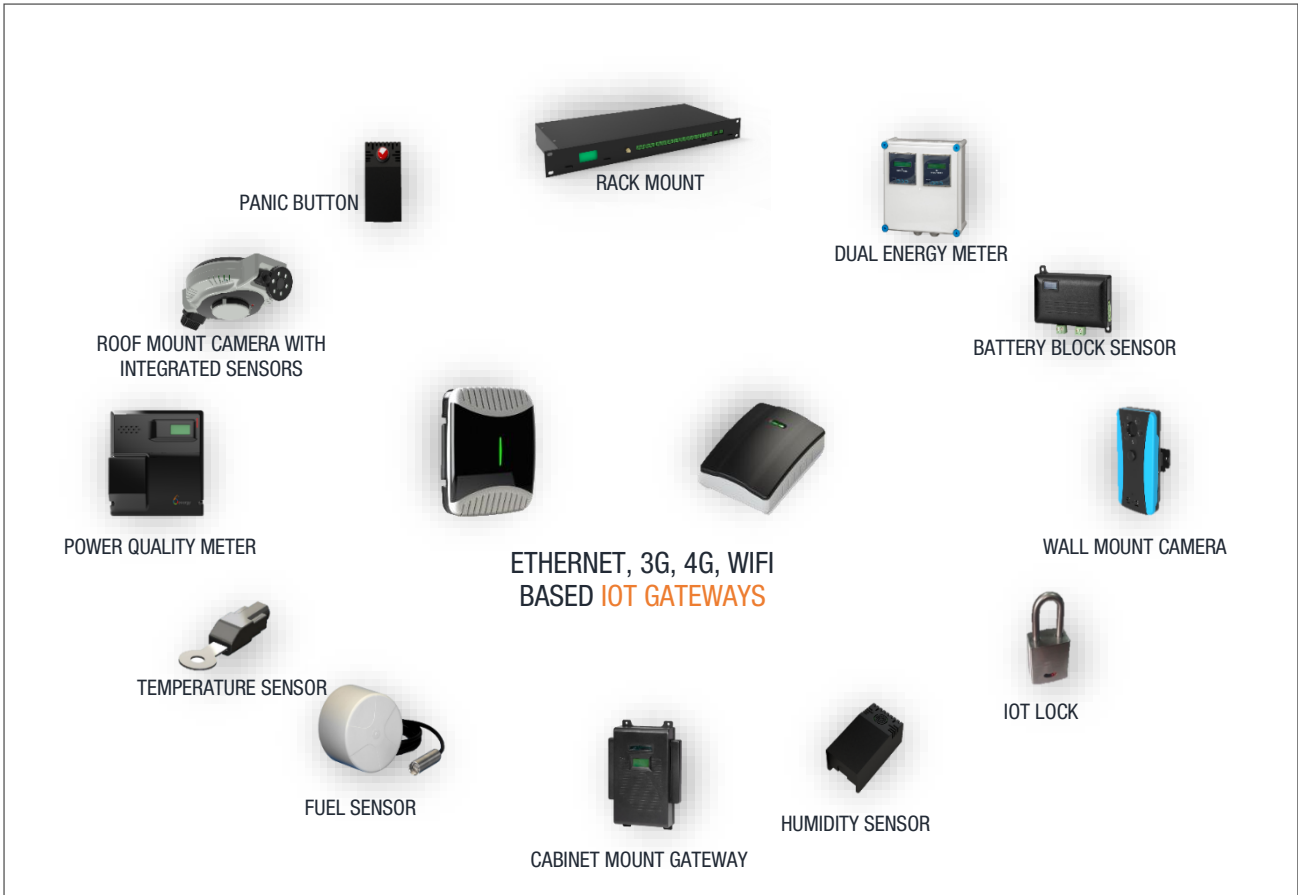 RACK MOUNT
PANIC BUTTON
DUAL ENERGY METER
ROOF MOUNT CAMERA WITH
INTEGRATED SENSORS
BATTERY BLOCK SENSOR
POWER QUALITY METER
WALL MOUNT CAMERA
ETHERNET, 3G, 4G, WIFI
BASED IOT GATEWAYS
TEMPERATURE SENSOR
IOT LOCK
FUEL SENSOR
HUMIDITY SENSOR
CABINET MOUNT GATEWAY